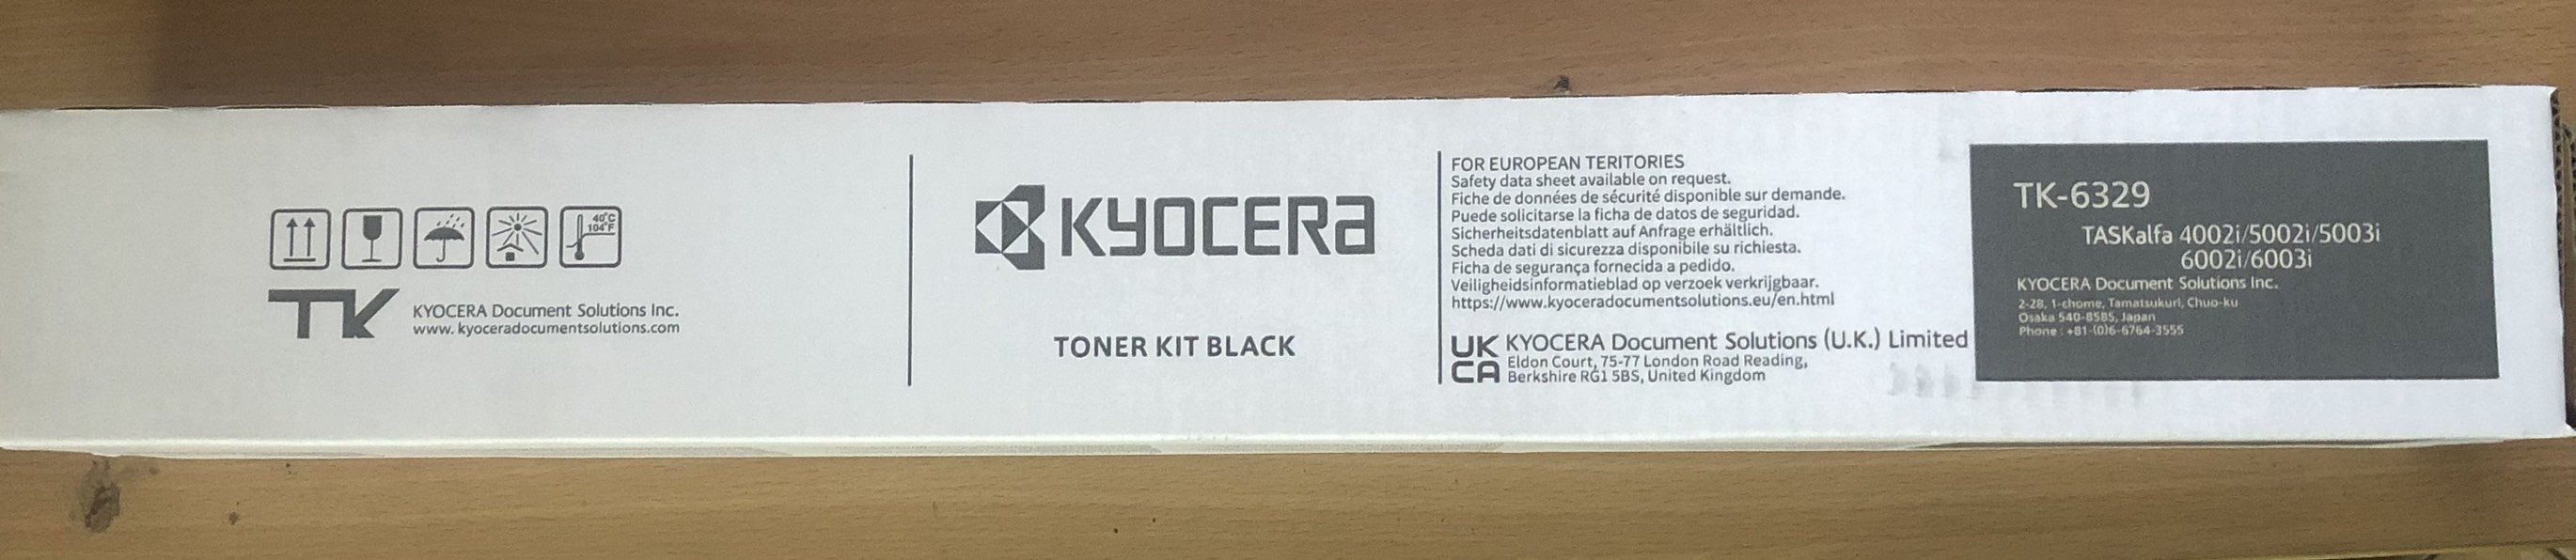 40°C
104°F
TK
KYOCERA Document Solutions Inc.
www. kyoceradocumentsolutions.com
KYOCERA
TONER KIT BLACK
FOR EUROPEAN TERITORIES
Safety data sheet available on request.
Fiche de données de sécurité disponible sur demande.
Puede solicitarse la ficha de datos de seguridad.
Sicherheitsdatenblatt auf Anfrage erhältlich.
Scheda dati di sicurezza disponibile su richiesta.
Ficha de segurança fornecida a pedido.
Veiligheidsinformatieblad op verzoek verkrijgbaar.
https://www.kyoceradocumentsolutions.eu/en.html
UK
CA
KYOCERA Document Solutions (U.K.) Limited
Eldon Court, 75-77 London Road Reading,
Berkshire RG1 5BS, United Kingdom
TK-6329
TASKalfa 4002i/5002i/5003i
6002i/6003i
KYOCERA Document Solutions Inc.
2-28, 1-chome, Tamatsukuri, Chuo-ku
Osaka 540-8585, Japan
Phone : +81-(0)6-6764-3555